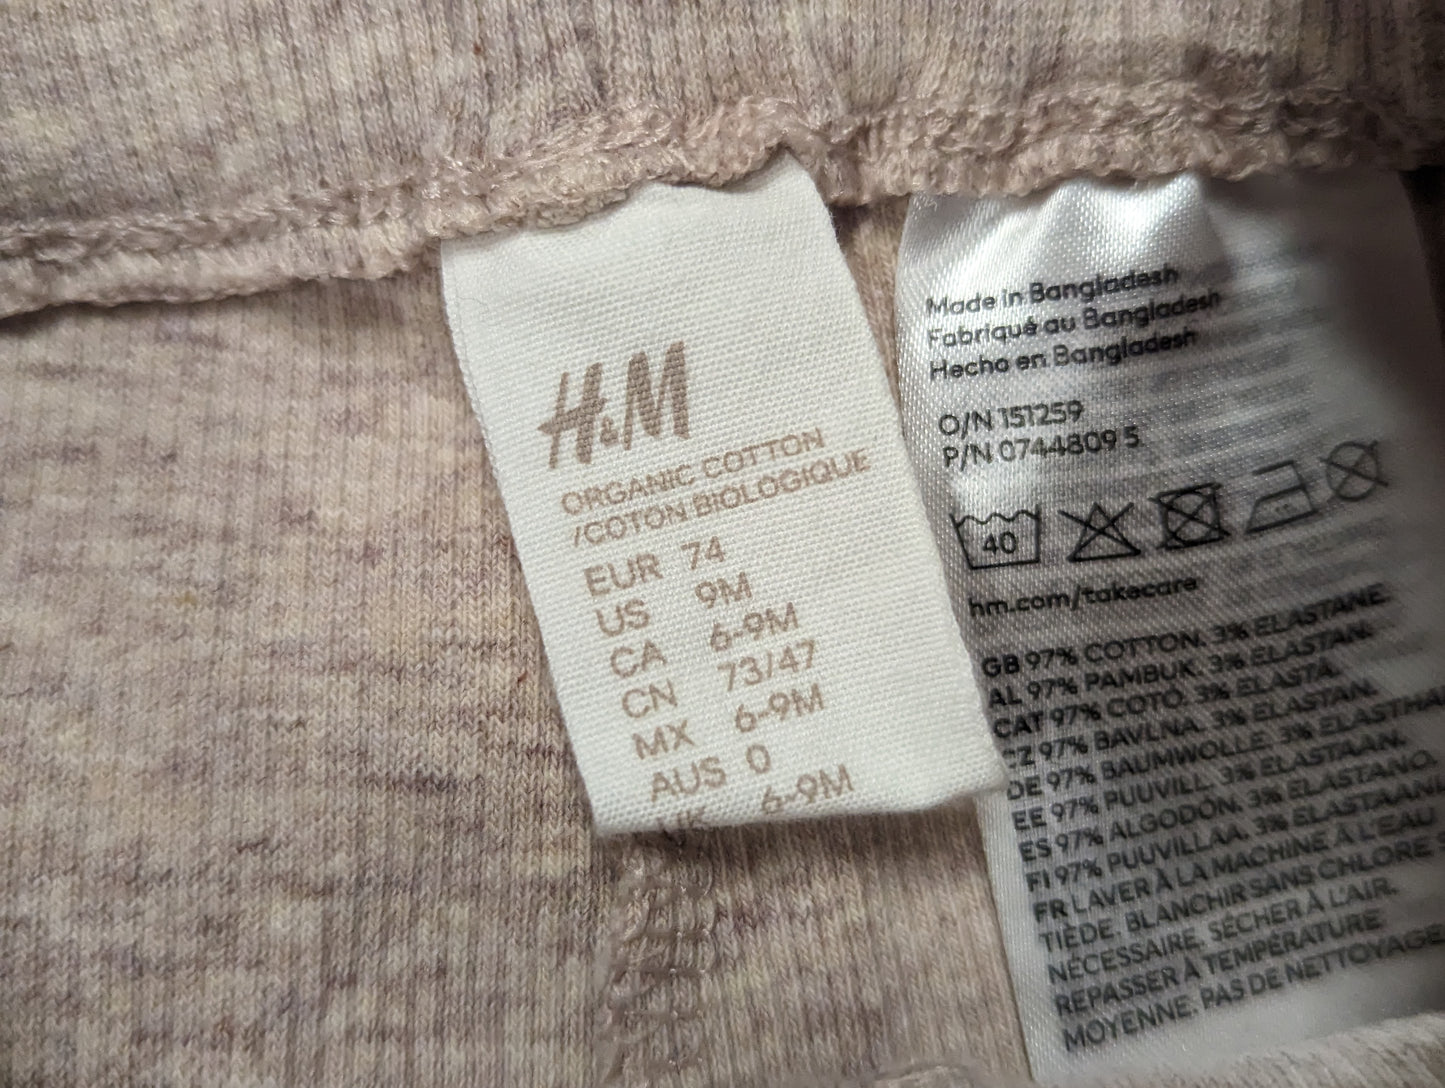 H&M
ORGANIC COTTON
/COTON BIOLOGIQUE
EUR 74
US 9M
CA 6-9M
CN 73/47
MX 6-9M
AUS 0
UK 6-9M
Made in Bangladesh
Fabriqué au Bangladesh
Hecho en Bangladesh
O/N 151259
P/N 0744809 5
40
hm.com/takecare
GB 97% COTTON. 3% ELASTANE.
AL 97% PAMBUK. 3% ELASTAN.
CAT 97% COTÓ. 3% ELASTÀ.
CZ 97% BAVLNA. 3% ELASTAN.
DE 97% BAUMWOLLE. 3% ELASTHA
EE 97% PUUVILL. 3% ELASTAAN.
ES 97% ALGODÓN. 3% ELASTANO.
FI 97% PUUVILLAA. 3% ELASTAANI
FR LAVER À LA MACHINE À L'EAU
TIÈDE. BLANCHIR SANS CHLORE S
NÉCESSAIRE. SÉCHER À L'AIR.
REPASSER À TEMPÉRATURE
MOYENNE. PAS DE NETTOYAGE